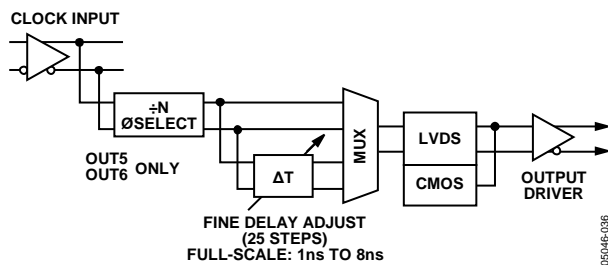 CLOCK INPUT
÷N
ØSELECT
OUT5
OUT6 ONLY
MUX
LVDS
CMOS
ΔT
OUTPUT
DRIVER
FINE DELAY ADJUST
(25 STEPS)
FULL-SCALE: 1ns TO 8ns
05046-036